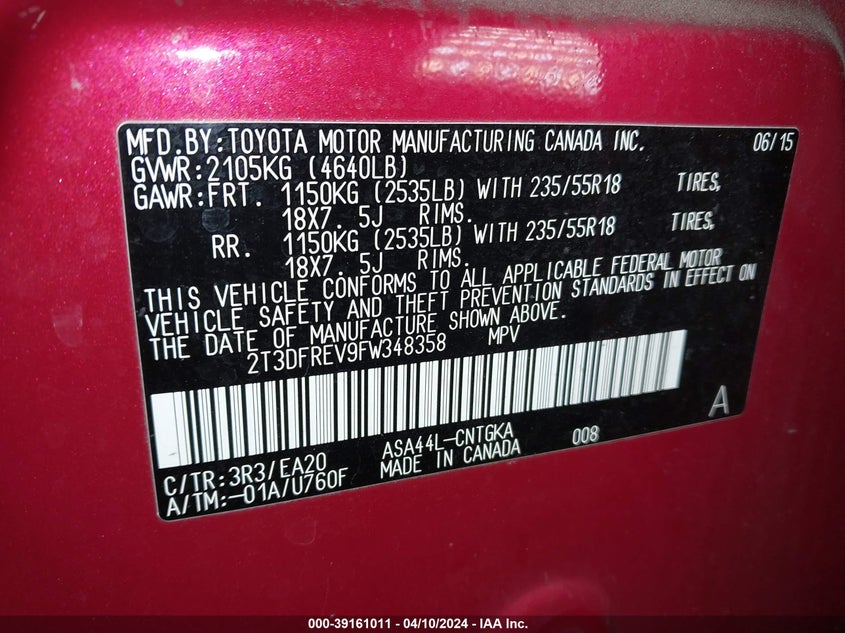 MFD.BY:TOYOTA MOTOR MANUFACTURING CANADA INC. 06/15
GVWR:2105KG (4640LB)
GAWR:FRT. 1150KG (2535LB) WITH 235/55R18 TIRES,
18X7.5J RIMS.
RR. 1150KG (2535LB) WITH 235/55R18 TIRES,
18X7.5J RIMS.
THIS VEHICLE CONFORMS TO ALL APPLICABLE FEDERAL MOTOR
VEHICLE SAFETY AND THEFT PREVENTION STANDARDS IN EFFECT ON
THE DATE OF MANUFACTURE SHOWN ABOVE.
2T3DFREV9FW348358 MPV
A
C/TR:3R3/EA20 ASA44L-CNTGKA 008
A/TM:-01A/U760F MADE IN CANADA
000-39161011 - 04/10/2024 - IAA Inc.